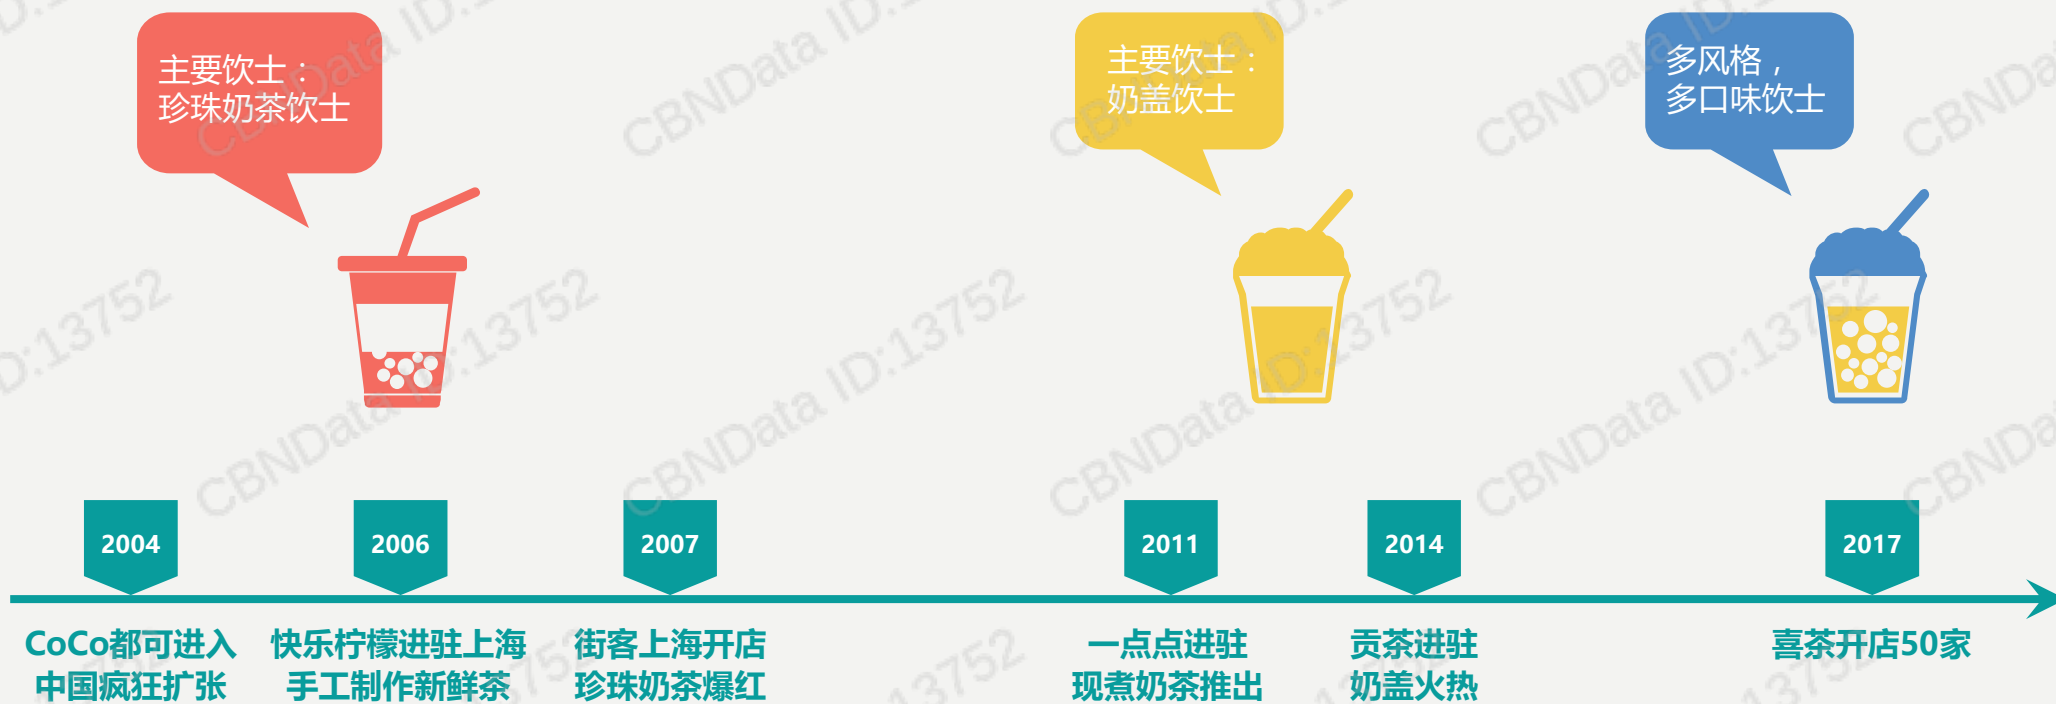 主要饮士：
珍珠奶茶饮士
主要饮士：
奶盖饮士
多风格，
多口味饮士
2004
2006
2007
2011
2014
2017
CoCo都可进入
中国疯狂扩张
快乐柠檬进驻上海
手工制作新鲜茶
街客上海开店
珍珠奶茶爆红
一点点进驻
现煮奶茶推出
贡茶进驻
奶盖火热
喜茶开店50家
CBNData ID:13752